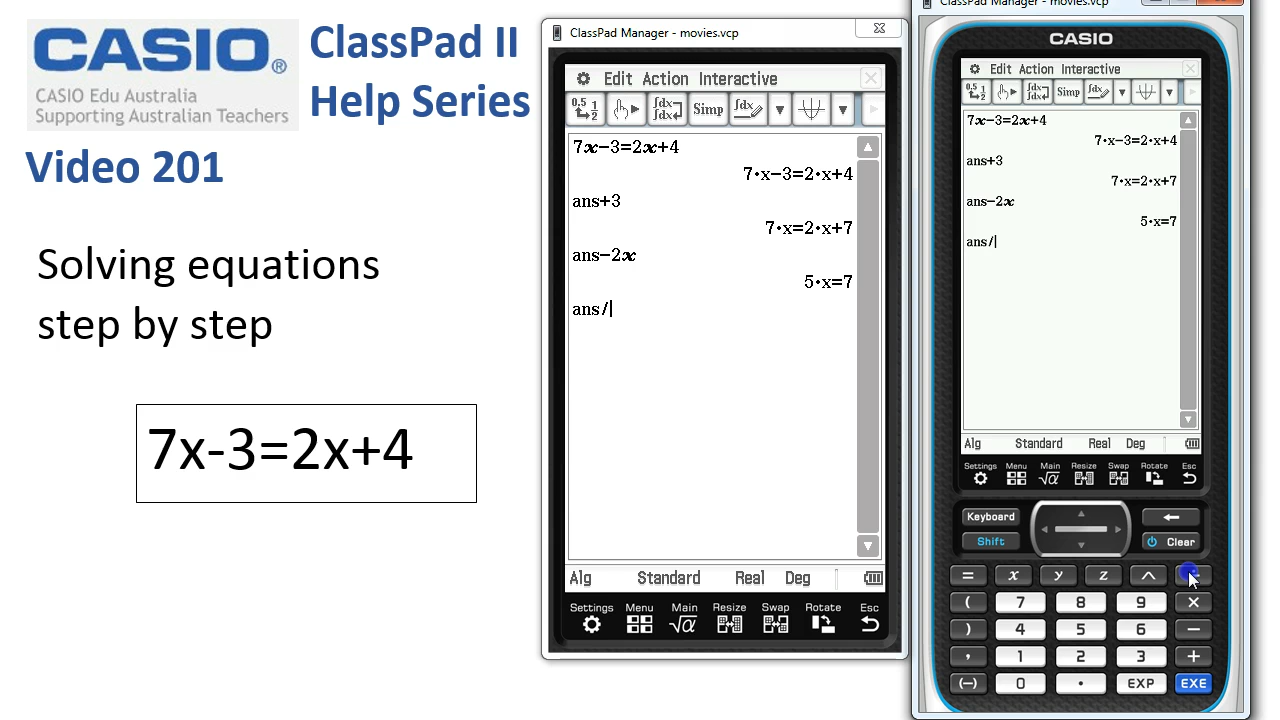 CASIO®
CASIO Edu Australia
Supporting Australian Teachers
ClassPad II
Help Series
Video 201
Solving equations
step by step
7x-3=2x+4
ClassPad Manager - movies.vcp
Edit Action Interactive
Simp
7x-3=2x+4
7·x-3=2·x+4
ans+3
7·x=2·x+7
ans-2x
5·x=7
ans/
Alg Standard Real Deg
Settings Menu Main Resize Swap Rotate Esc
ClassPad Manager - movies.vcp
CASIO
Edit Action Interactive
Simp
7x-3=2x+4
7·x-3=2·x+4
ans+3
7·x=2·x+7
ans-2x
5·x=7
ans/
Alg Standard Real Deg
Settings Menu Main Resize Swap Rotate Esc
Keyboard
Shift Clear
= x y z ^
( 7 8 9 ×
) 4 5 6 −
, 1 2 3 +
(−) 0 · EXP EXE